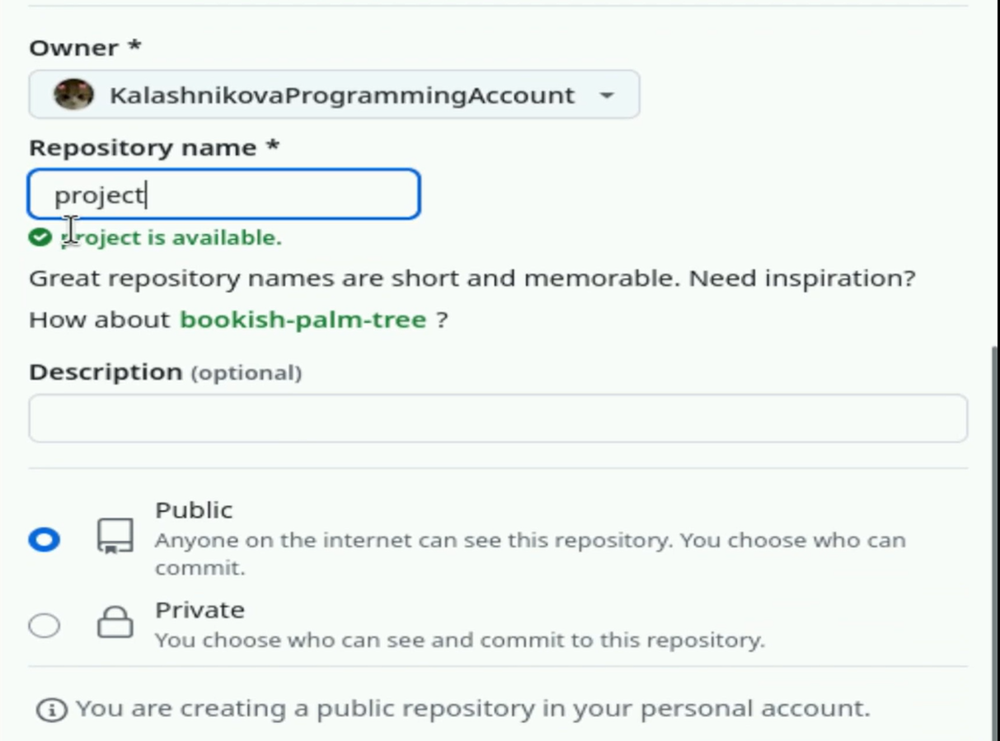 Owner *
KalashnikovaProgrammingAccount
Repository name *
project
project is available.
Great repository names are short and memorable. Need inspiration?
How about bookish-palm-tree ?
Description (optional)
Public
Anyone on the internet can see this repository. You choose who can
commit.
Private
You choose who can see and commit to this repository.
You are creating a public repository in your personal account.